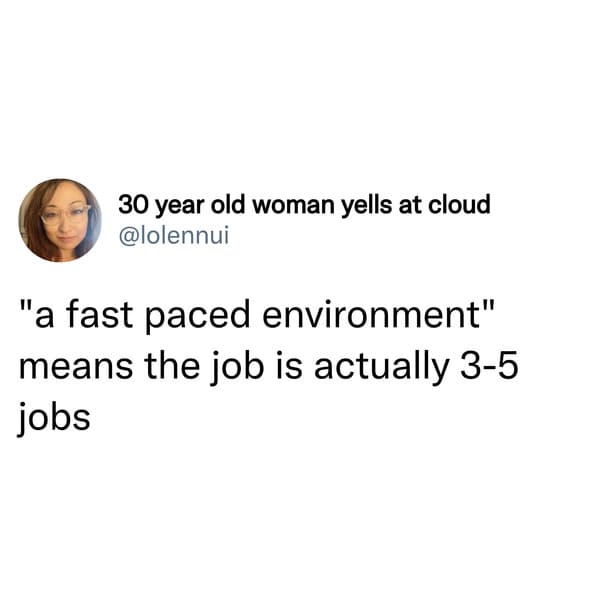 30 year old woman yells at cloud
@lolennui
"a fast paced environment"
means the job is actually 3-5
jobs